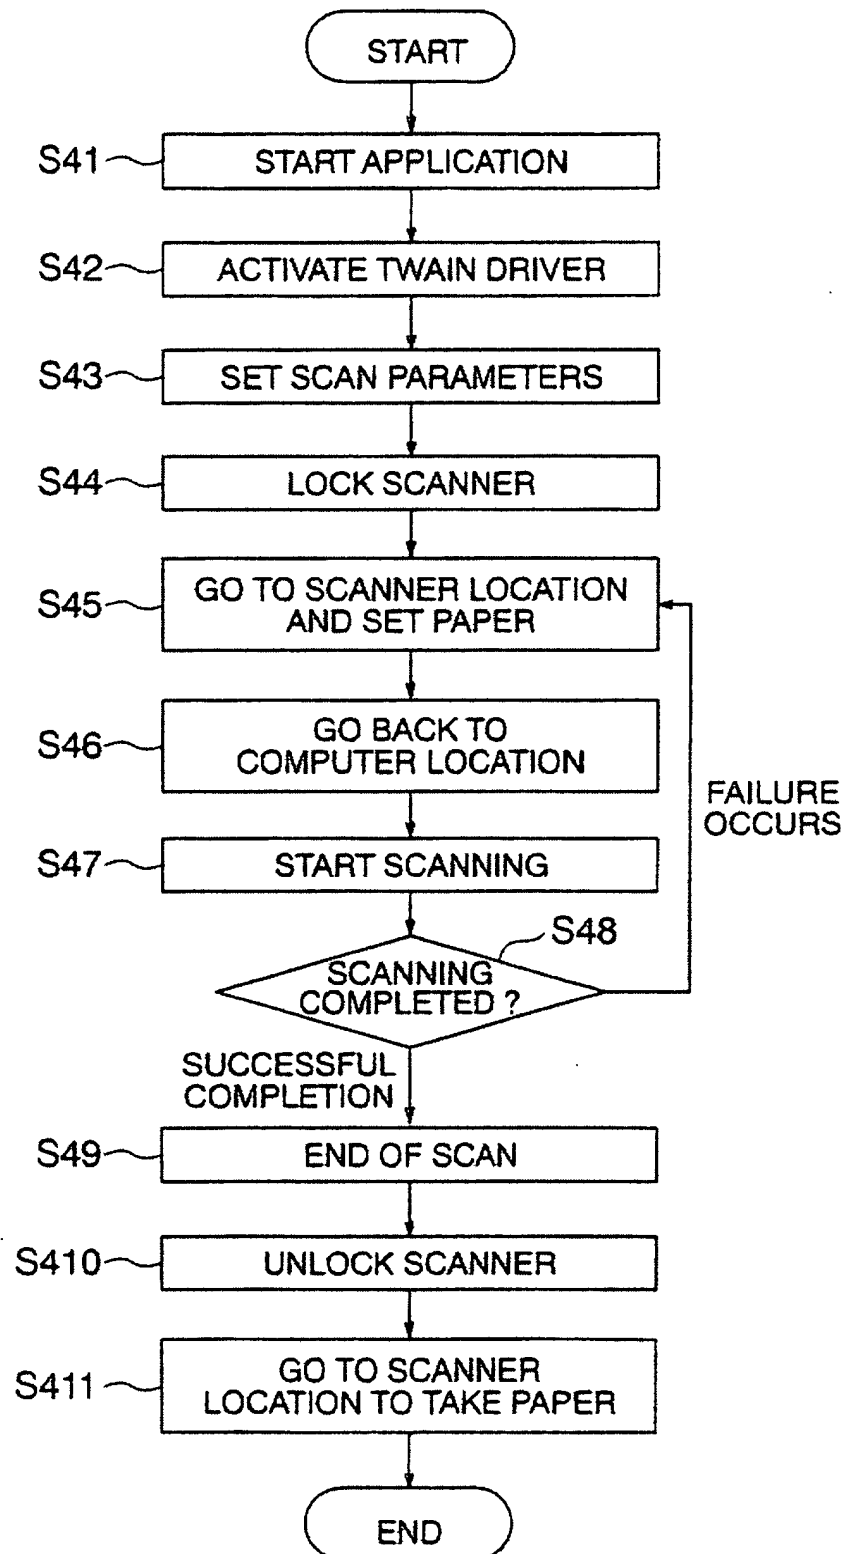 START
S41
START APPLICATION
S42
ACTIVATE TWAIN DRIVER
S43
SET SCAN PARAMETERS
S44
LOCK SCANNER
S45
GO TO SCANNER LOCATION
AND SET PAPER
S46
GO BACK TO
COMPUTER LOCATION
FAILURE
OCCURS
S47
START SCANNING
S48
SCANNING
COMPLETED ?
SUCCESSFUL
COMPLETION
S49
END OF SCAN
S410
UNLOCK SCANNER
S411
GO TO SCANNER
LOCATION TO TAKE PAPER
END